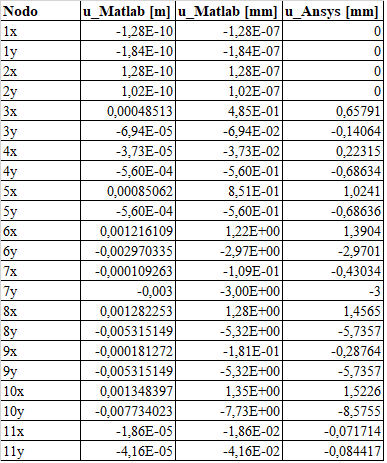 Nodo u_Matlab [m] u_Matlab [mm] u_Ansys [mm]
1x -1,28E-10 -1,28E-07 0
1y -1,84E-10 -1,84E-07 0
2x 1,28E-10 1,28E-07 0
2y 1,02E-10 1,02E-07 0
3x 0,00048513 4,85E-01 0,65791
3y -6,94E-05 -6,94E-02 -0,14064
4x -3,73E-05 -3,73E-02 0,22315
4y -5,60E-04 -5,60E-01 -0,68634
5x 0,00085062 8,51E-01 1,0241
5y -5,60E-04 -5,60E-01 -0,68636
6x 0,001216109 1,22E+00 1,3904
6y -0,002970335 -2,97E+00 -2,9701
7x -0,000109263 -1,09E-01 -0,43034
7y -0,003 -3,00E+00 -3
8x 0,001282253 1,28E+00 1,4565
8y -0,005315149 -5,32E+00 -5,7357
9x -0,000181272 -1,81E-01 -0,28764
9y -0,005315149 -5,32E+00 -5,7357
10x 0,001348397 1,35E+00 1,5226
10y -0,007734023 -7,73E+00 -8,5755
11x -1,86E-05 -1,86E-02 -0,071714
11y -4,16E-05 -4,16E-02 -0,084417